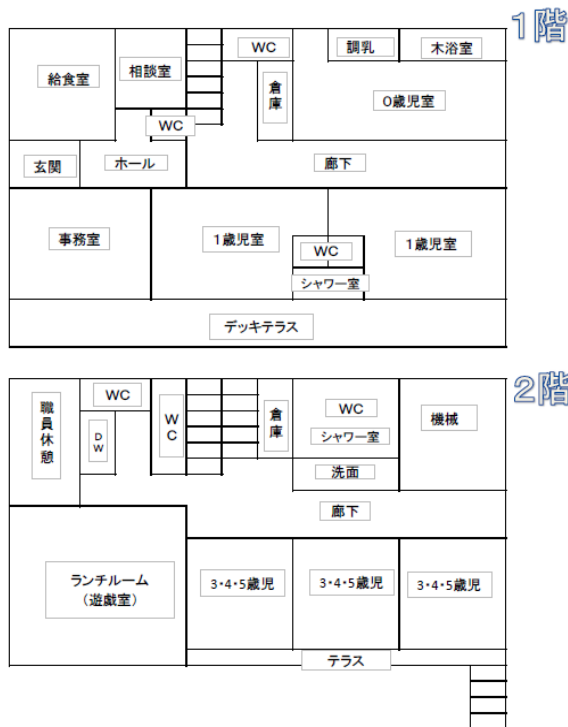 1階
WC
調乳
木浴室
給食室
相談室
倉庫
0歳児室
WC
玄関
ホール
廊下
事務室
1歳児室
WC
1歳児室
シャワー室
デッキテラス
2階
職員休憩
WC
DW
WC
倉庫
WC
シャワー室
機械
洗面
廊下
ランチルーム
（遊戯室）
3・4・5歳児
3・4・5歳児
3・4・5歳児
テラス